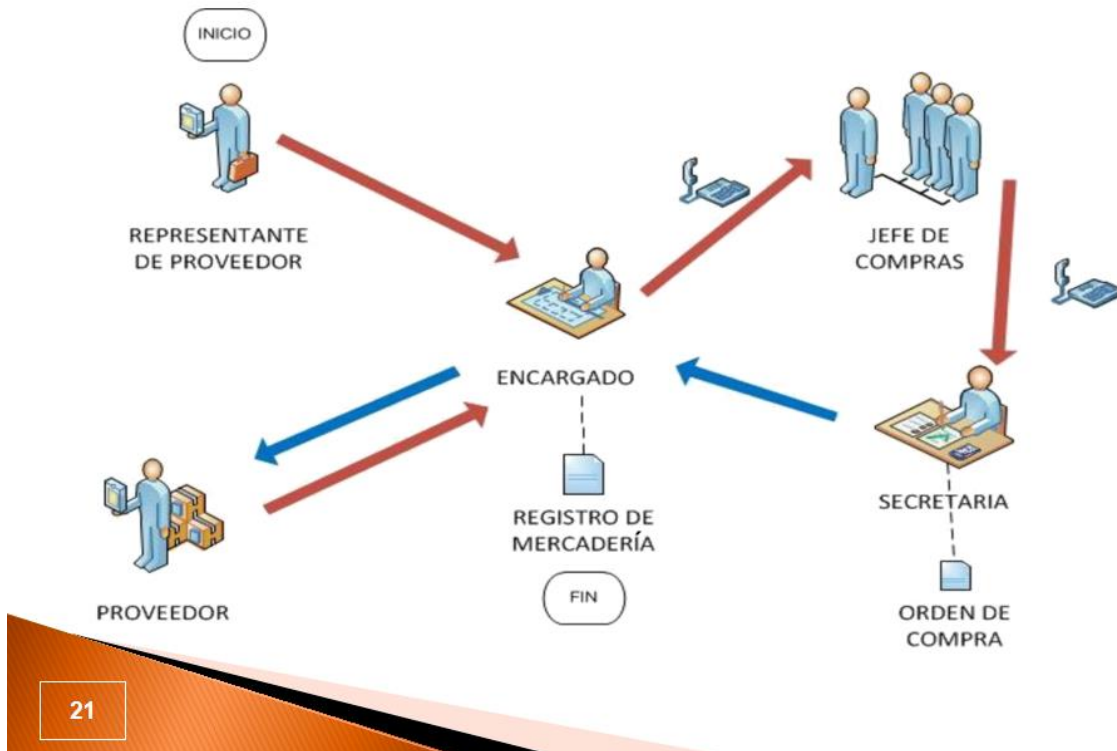 INICIO
REPRESENTANTE
DE PROVEEDOR
JEFE DE
COMPRAS
ENCARGADO
SECRETARIA
REGISTRO DE
MERCADERÍA
PROVEEDOR
FIN
ORDEN DE
COMPRA
21